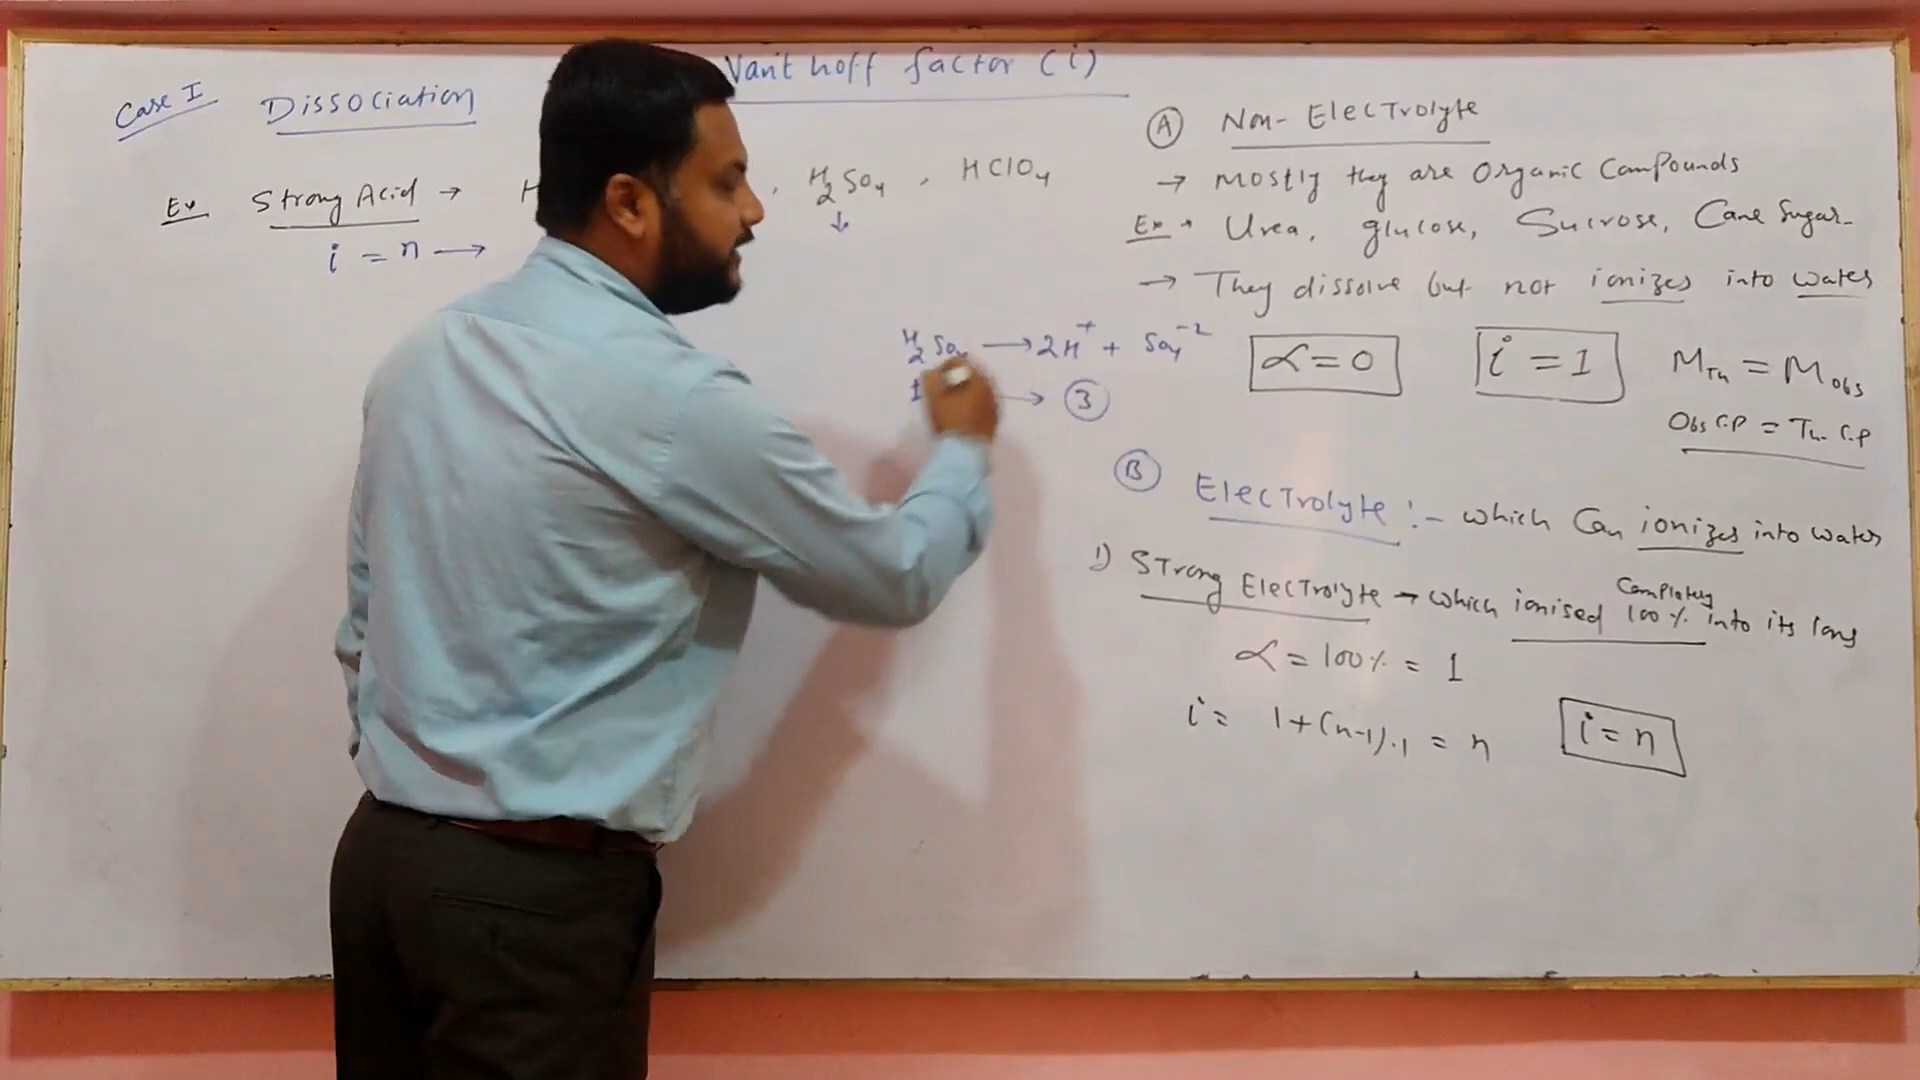 Vant hoff factor (i)
Case I Dissociation
Ex Strong Acid → H , H2SO4 , HClO4
↓
i = n →
H2SO4 → 2H+ + SO4-2
1 → 3
A Non-Electrolyte
→ Mostly they are Organic Compounds
Ex → Urea, glucose, Sucrose, Cane Sugar-
→ They dissolve but not ionizes into water
α = 0 i = 1 MTh = MObs
Obs C.P = Th. C.P
B Electrolyte :- which Can ionizes into water
1) Strong Electrolyte → which ionised 100% into its Ions
Completely
α = 100% = 1
i = 1+(n-1).1 = n i = n